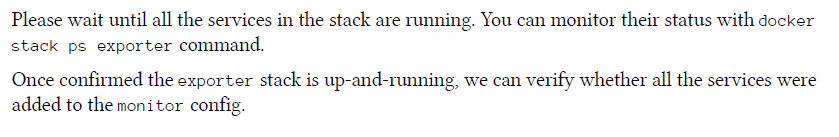 Please wait until all the services in the stack are running. You can monitor their status with docker
stack ps exporter command.
Once confirmed the exporter stack is up-and-running, we can verify whether all the services were
added to the monitor config.